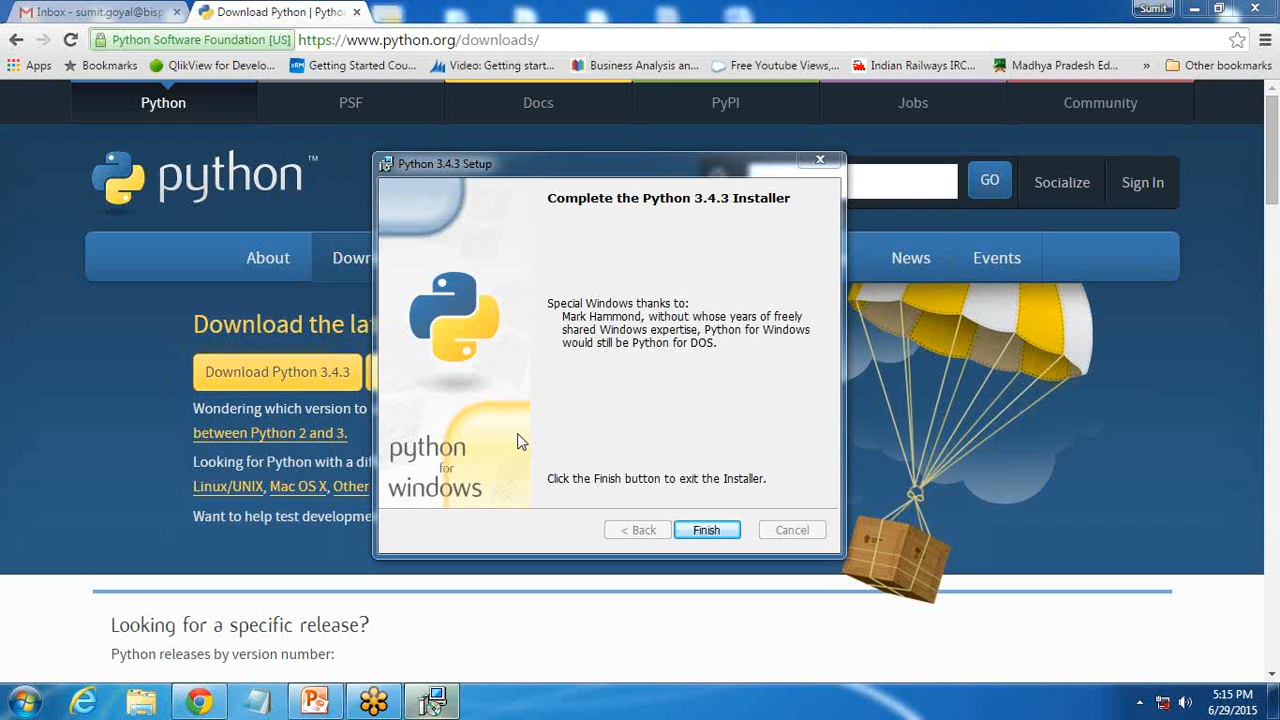 Inbox - sumit.goyal@bisp
Download Python | Pytho
Sumit
Python Software Foundation [US]
https://www.python.org/downloads/
Apps
Bookmarks
QlikView for Develo...
Getting Started Cou...
Video: Getting start...
Business Analysis an...
Free Youtube Views,...
Indian Railways IRC...
Madhya Pradesh Ed...
»
Other bookmarks
Python
PSF
Docs
PyPI
Jobs
Community
python™
GO
Socialize
Sign In
About
Down
News
Events
Download the la
Download Python 3.4.3
Wondering which version to
between Python 2 and 3.
Looking for Python with a di
Linux/UNIX, Mac OS X, Other
Want to help test developme
Python 3.4.3 Setup
Complete the Python 3.4.3 Installer
Special Windows thanks to:
Mark Hammond, without whose years of freely
shared Windows expertise, Python for Windows
would still be Python for DOS.
python
for
windows
Click the Finish button to exit the Installer.
< Back
Finish
Cancel
Looking for a specific release?
Python releases by version number:
5:15 PM
6/29/2015